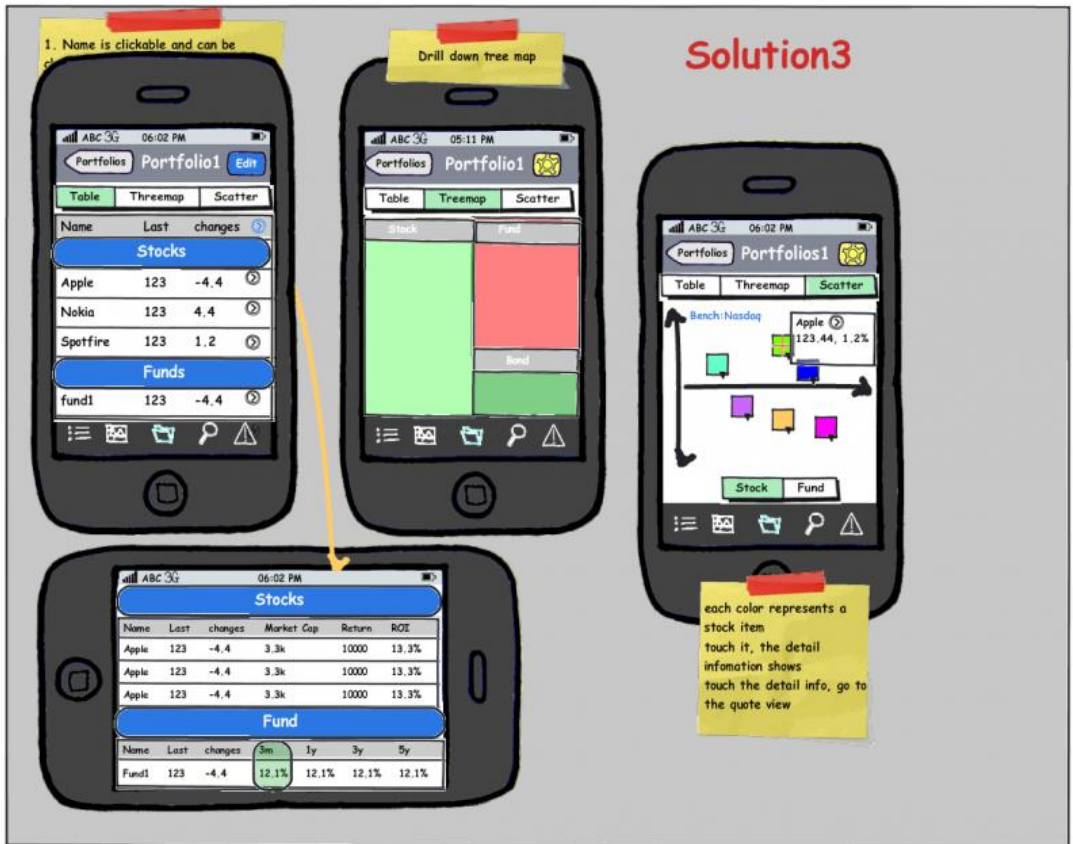 1. Name is clickable and can be
Drill down tree map
Solution3
ABC 3G 06:02 PM
Portfolios Portfolio1 Edit
Table Threemap Scatter
Name Last changes
Stocks
Apple 123 -4.4
Nokia 123 4.4
Spotfire 123 1.2
Funds
fund1 123 -4.4
ABC 3G 05:11 PM
Portfolios Portfolio1
Table Treemap Scatter
Stock Fund
Bond
ABC 3G 06:02 PM
Portfolios Portfolios1
Table Threemap Scatter
Bench:Nasdaq
Apple
123.44, 1.2%
Stock Fund
ABC 3G 06:02 PM
Stocks
Name Last changes Market Cap Return ROI
Apple 123 -4.4 3.3k 10000 13.3%
Apple 123 -4.4 3.3k 10000 13.3%
Apple 123 -4.4 3.3k 10000 13.3%
Fund
Name Last changes 3m 1y 3y 5y
Fund1 123 -4.4 12.1% 12.1% 12.1% 12.1%
each color represents a
stock item
touch it, the detail
infomation shows
touch the detail info, go to
the quote view